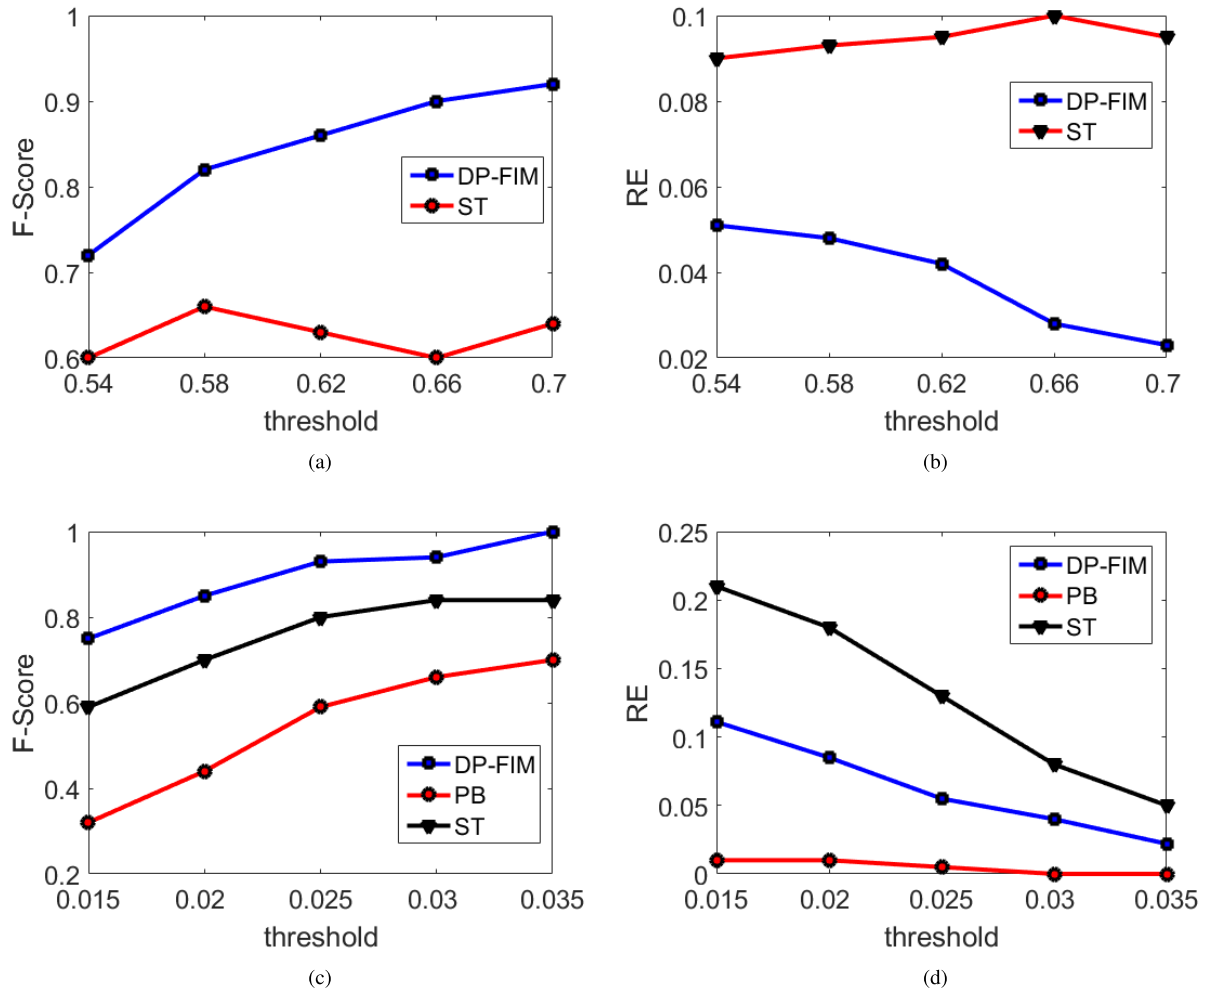 1
0.9
0.8
0.7
0.6
F-Score
DP-FIM
ST
0.54 0.58 0.62 0.66 0.7
threshold
(a)
0.1
0.08
0.06
0.04
0.02
RE
DP-FIM
ST
0.54 0.58 0.62 0.66 0.7
threshold
(b)
1
0.8
0.6
0.4
0.2
F-Score
DP-FIM
PB
ST
0.015 0.02 0.025 0.03 0.035
threshold
(c)
0.25
0.2
0.15
0.1
0.05
0
RE
DP-FIM
PB
ST
0.015 0.02 0.025 0.03 0.035
threshold
(d)